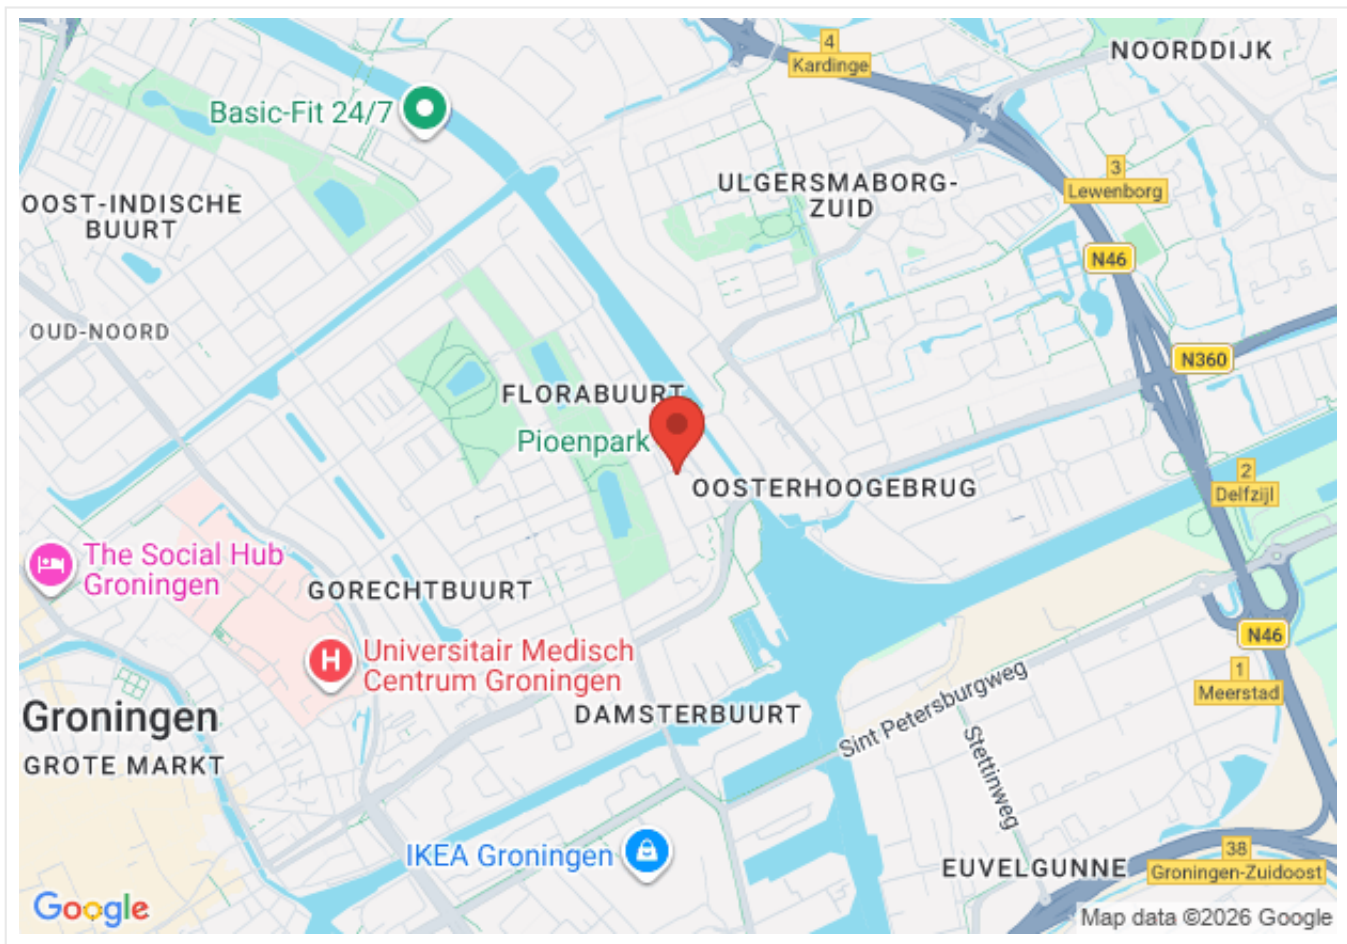 4
Kardinge
NOORDDIJK
Basic-Fit 24/7
3
Lewenborg
ULGERSMABORG-
ZUID
OOST-INDISCHE
BUURT
N46
OUD-NOORD
N360
FLORABUURT
Pioenpark
OOSTERHOOGEBRUG
2
Delfzijl
The Social Hub
Groningen
GORECHTBUURT
N46
H
Universitair Medisch
Centrum Groningen
1
Meerstad
Groningen
DAMSTERBUURT
Sint Petersburgweg
GROTE MARKT
Stettinweg
IKEA Groningen
EUVELGUNNE
38
Groningen-Zuidoost
Google
Map data ©2026 Google